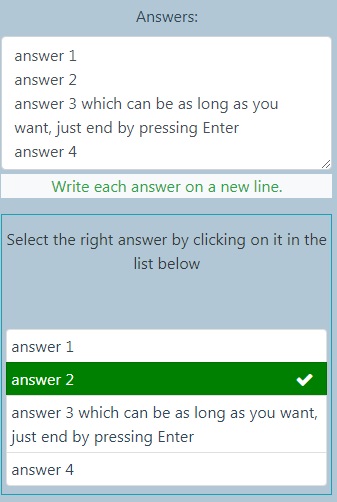 Answers:
answer 1
answer 2
answer 3 which can be as long as you
want, just end by pressing Enter
answer 4
Write each answer on a new line.
Select the right answer by clicking on it in the
list below
answer 1
answer 2
answer 3 which can be as long as you want,
just end by pressing Enter
answer 4